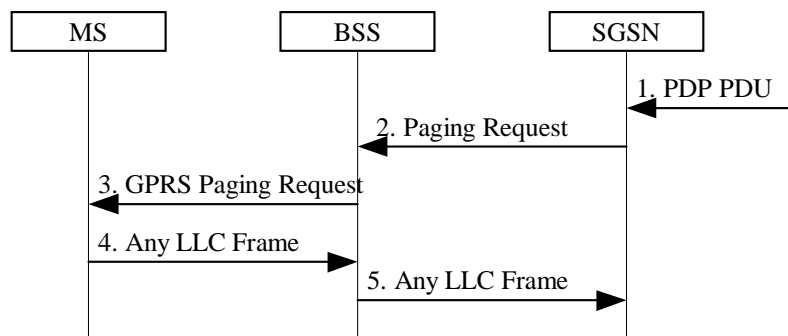 MS BSS SGSN
1. PDP PDU
2. Paging Request
3. GPRS Paging Request
4. Any LLC Frame
5. Any LLC Frame